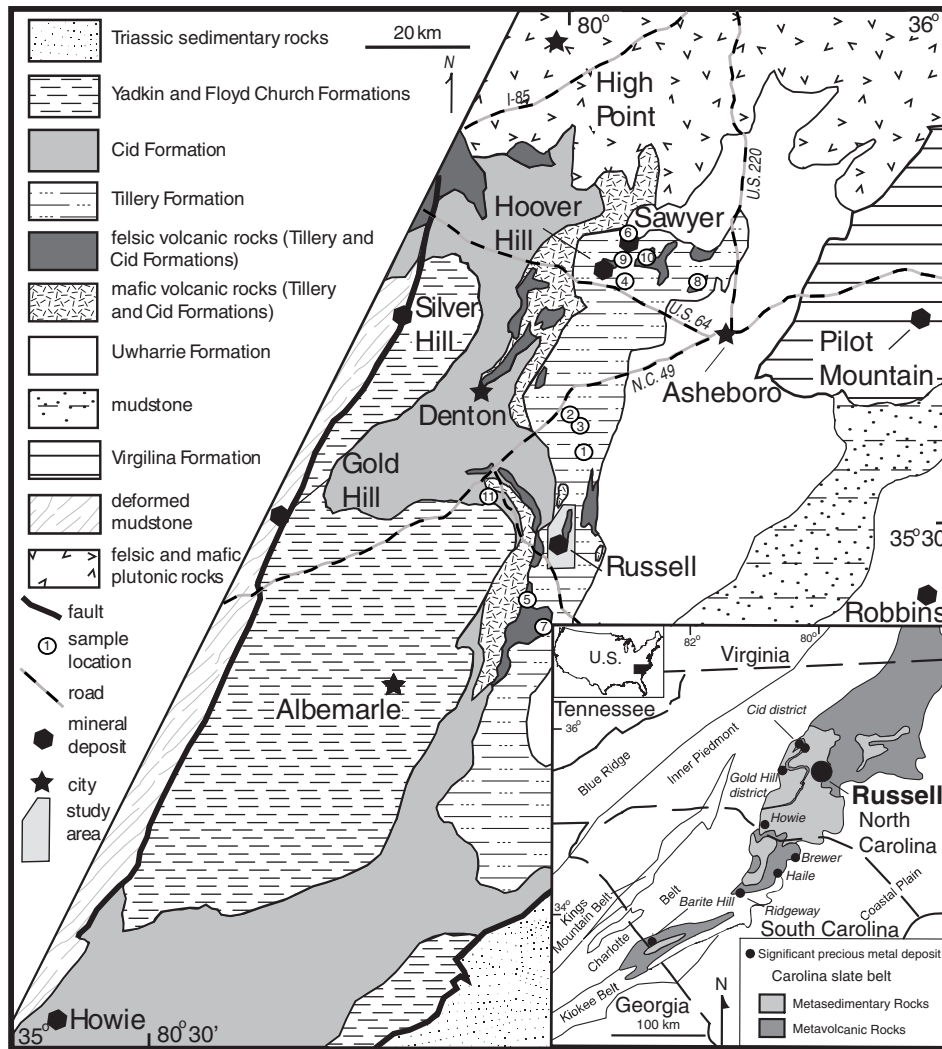 Triassic sedimentary rocks
Yadkin and Floyd Church Formations
Cid Formation
Tillery Formation
felsic volcanic rocks (Tillery and
Cid Formations)
mafic volcanic rocks (Tillery
and Cid Formations)
Uwharrie Formation
mudstone
Virgilina Formation
deformed
mudstone
felsic and mafic
plutonic rocks
fault
1
sample
location
road
mineral
deposit
city
study
area
20 km
N
80°
36°
I-85
High
Point
U.S. 220
Hoover
Hill
Sawyer
6
9
10
4
8
U.S. 64
Silver
Hill
N.C. 49
Asheboro
Pilot
Mountain
Denton
2
3
1
Gold
Hill
11
35°30'
Russell
5
7
Robbins
Albemarle
Howie
35°
80°30'
U.S.
82°
80°
Virginia
Tennessee
36°
Blue Ridge
Inner Piedmont
Cid district
Gold Hill
district
Russell
North
Carolina
Howie
Brewer
Haile
Coastal Plain
34°
Kings
Mountain Belt
Charlotte
Belt
Barite Hill
Ridgeway
South Carolina
Kiokee Belt
Georgia
100 km
N
Significant precious metal deposit
Carolina slate belt
Metasedimentary Rocks
Metavolcanic Rocks